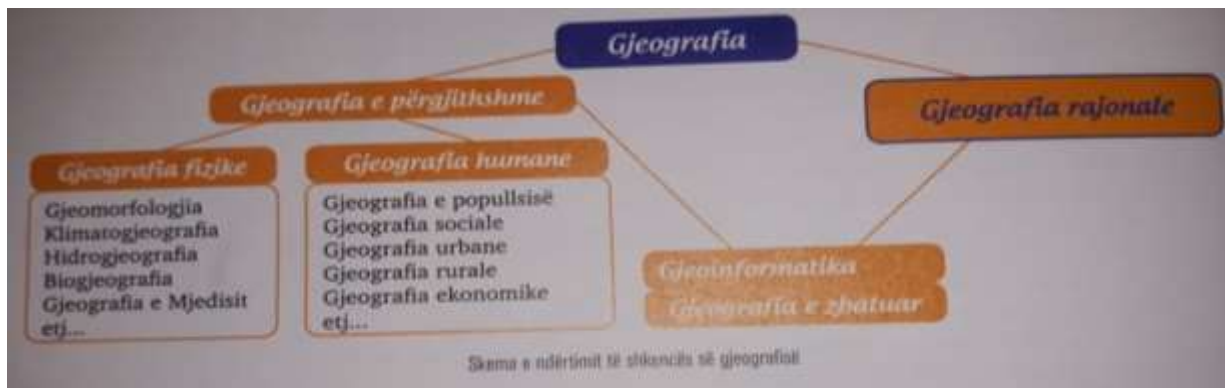 Gjeografia
Gjeografia e përgjithshme
Gjeografia rajonale
Gjeografia fizike
Gjeomorfologjia
Klimatogjeografia
Hidrogjeografia
Biogjeografia
Gjeografia e Mjedisit
etj...
Gjeografia humane
Gjeografia e popullsisë
Gjeografia sociale
Gjeografia urbane
Gjeografia rurale
Gjeografia ekonomike
etj...
Gjeoinformatika
Gjeografia e zbatuar
Skema e ndërtimit të shkencës së gjeografisë